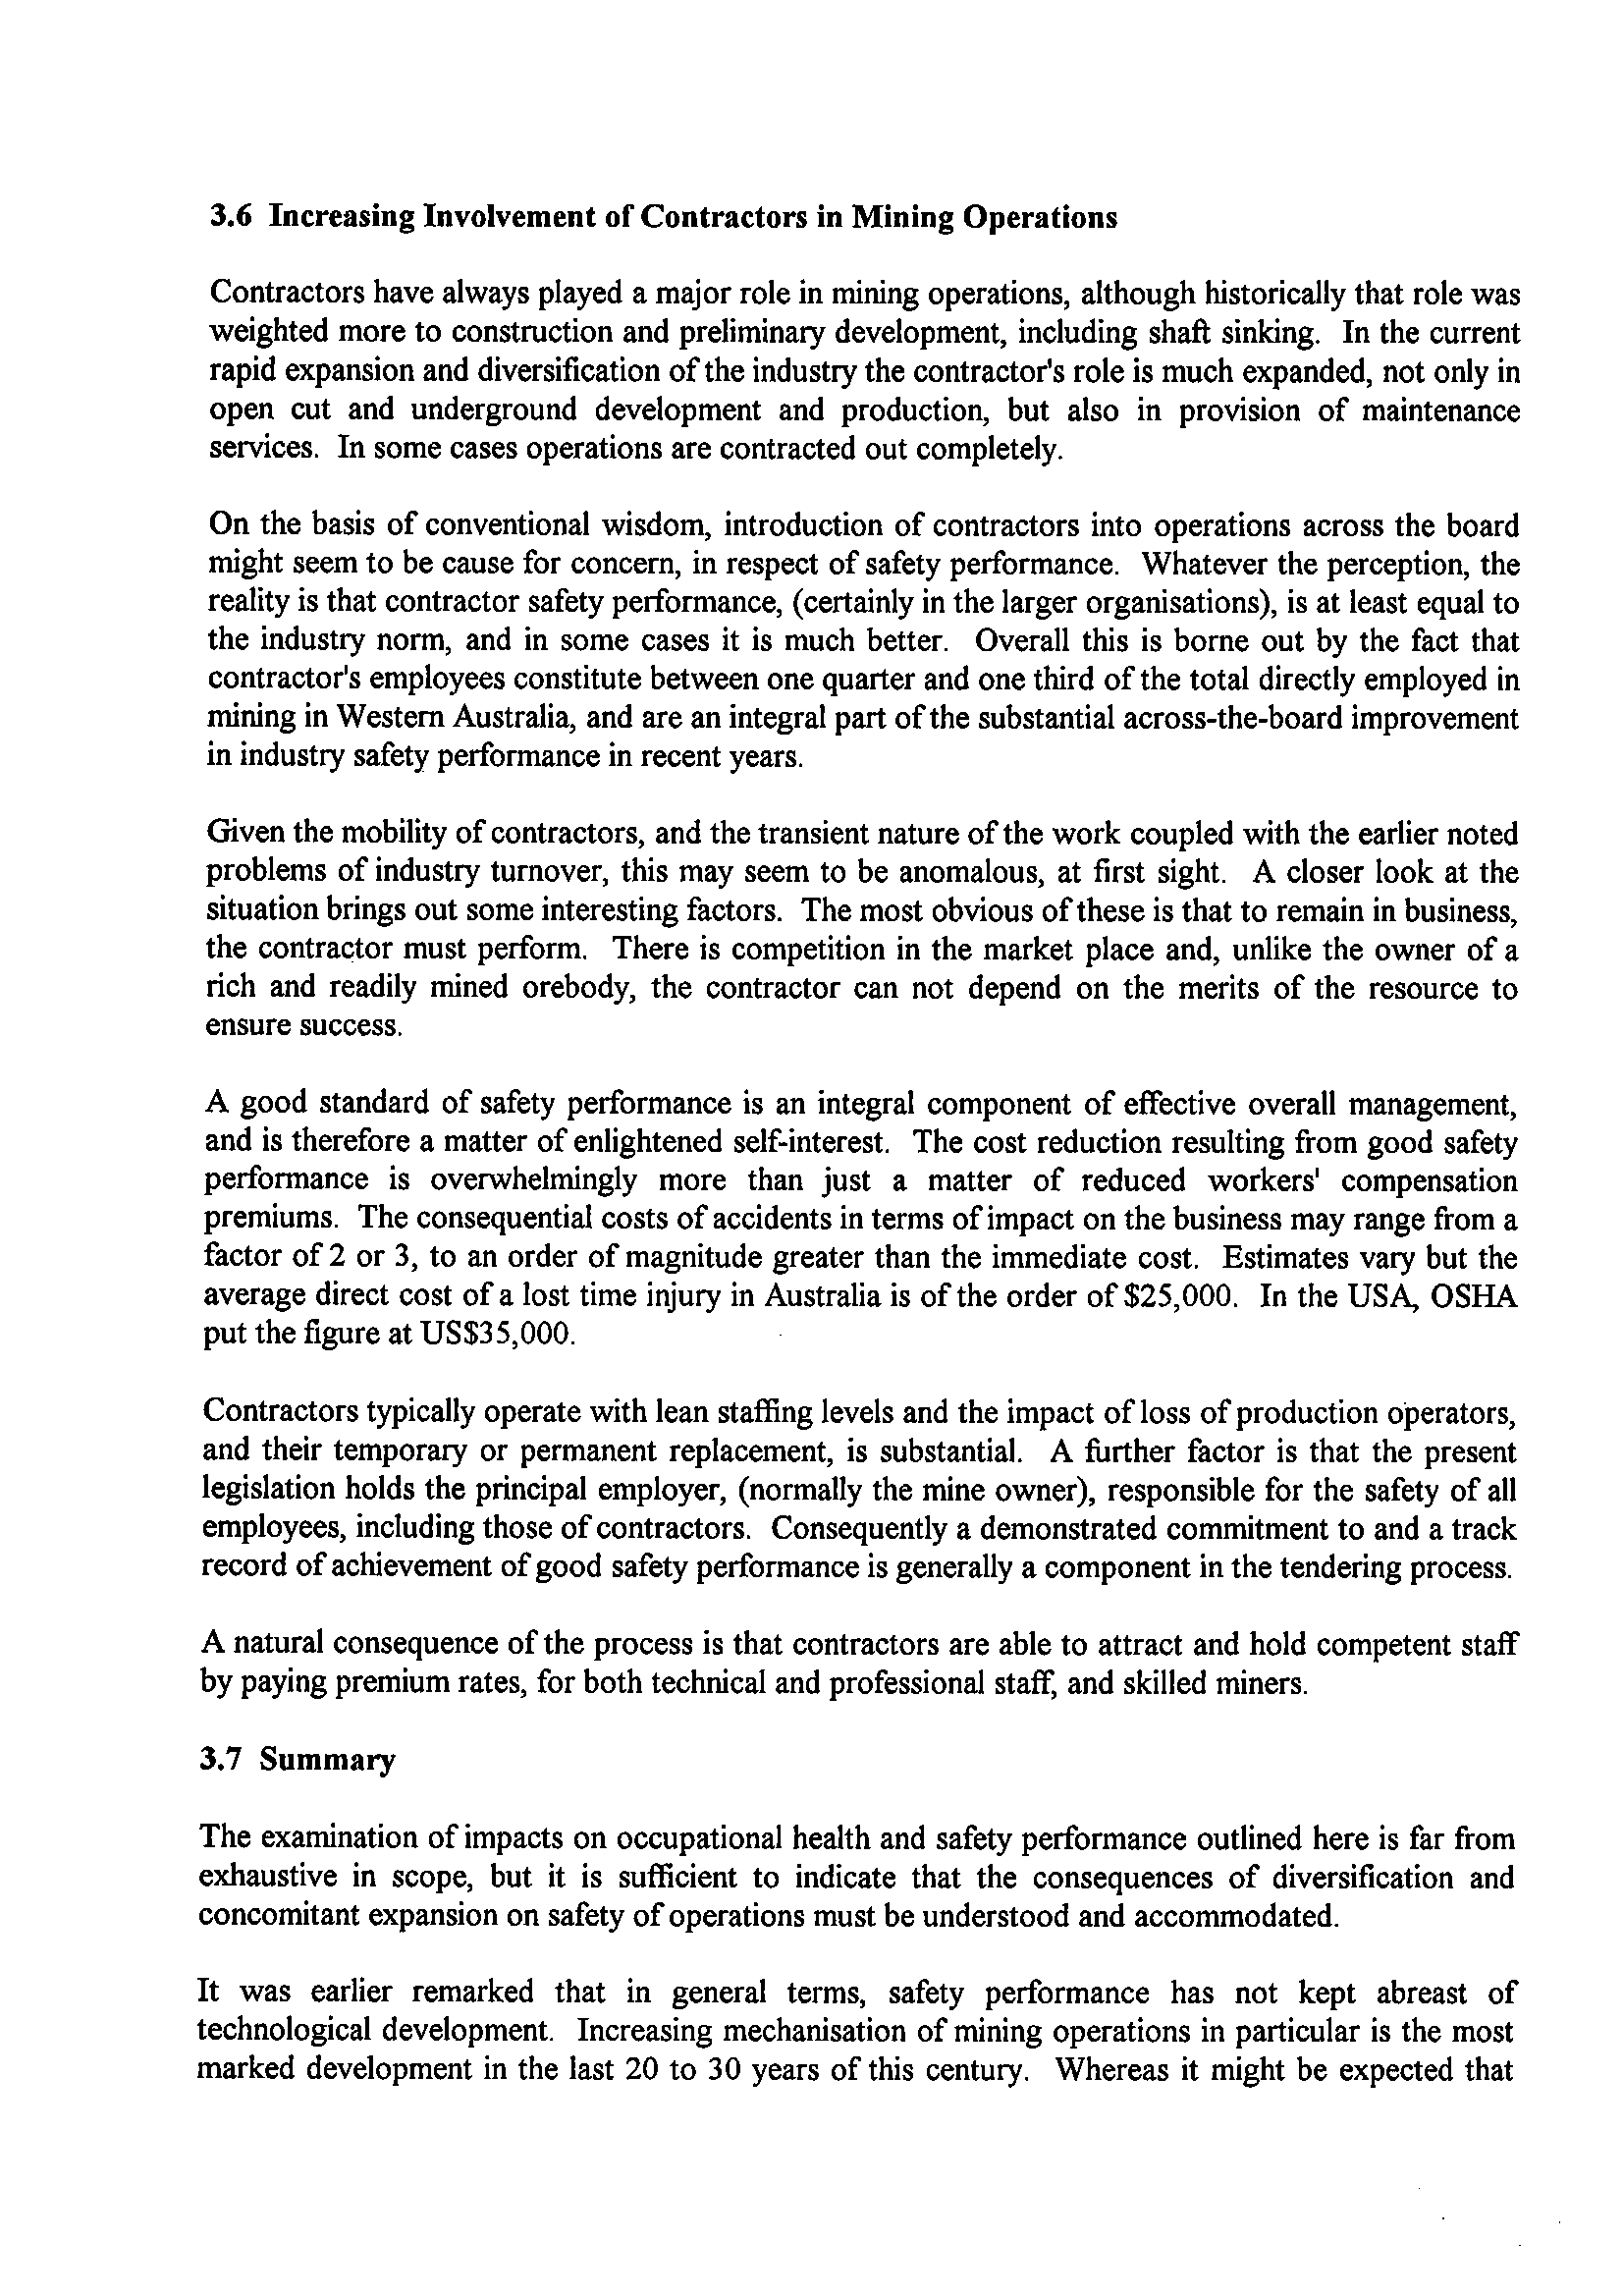 3.6 Increasing Involvement of Contractors in Mining Operations
Contractors have always played a major role in mining operations, although historically that role was
weighted more to construction and preliminary development, including shaft sinking. In the current
rapid expansion and diversification of the industry the contractor's role is much expanded, not only in
open cut and underground development and production, but also in provision of maintenance
services. In some cases operations are contracted out completely.
On the basis of conventional wisdom, introduction of contractors into operations across the board
might seem to be cause for concern, in respect of safety performance. Whatever the perception, the
reality is that contractor safety performance, (certainly in the larger organisations), is at least equal to
the industry norm, and in some cases it is much better. Overall this is borne out by the fact that
contractor's employees constitute between one quarter and one third of the total directly employed in
mining in Western Australia, and are an integral part of the substantial across-the-board improvement
in industry safety performance in recent years.
Given the mobility of contractors, and the transient nature of the work coupled with the earlier noted
problems of industry turnover, this may seem to be anomalous, at first sight. A closer look at the
situation brings out some interesting factors. The most obvious of these is that to remain in business,
the contractor must perform. There is competition in the market place and, unlike the owner of a
rich and readily mined orebody, the contractor can not depend on the merits of the resource to
ensure success.
A good standard of safety performance is an integral component of effective overall management,
and is therefore a matter of enlightened self-interest. The cost reduction resulting from good safety
performance is overwhelmingly more than just a matter of reduced workers' compensation
premiums. The consequential costs of accidents in terms of impact on the business may range from a
factor of 2 or 3, to an order of magnitude greater than the immediate cost. Estimates vary but the
average direct cost of a lost time injury in Australia is of the order of $25,000. In the USA, OSHA
put the figure at US$35,000.
Contractors typically operate with lean staffing levels and the impact of loss of production operators,
and their temporary or permanent replacement, is substantial. A further factor is that the present
legislation holds the principal employer, (normally the mine owner), responsible for the safety of all
employees, including those of contractors. Consequently a demonstrated commitment to and a track
record of achievement of good safety performance is generally a component in the tendering process.
A natural consequence of the process is that contractors are able to attract and hold competent staff
by paying premium rates, for both technical and professional staff, and skilled miners.
3.7 Summary
The examination of impacts on occupational health and safety performance outlined here is far from
exhaustive in scope, but it is sufficient to indicate that the consequences of diversification and
concomitant expansion on safety of operations must be understood and accommodated.
It was earlier remarked that in general terms, safety performance has not kept abreast of
technological development. Increasing mechanisation of mining operations in particular is the most
marked development in the last 20 to 30 years of this century. Whereas it might be expected that